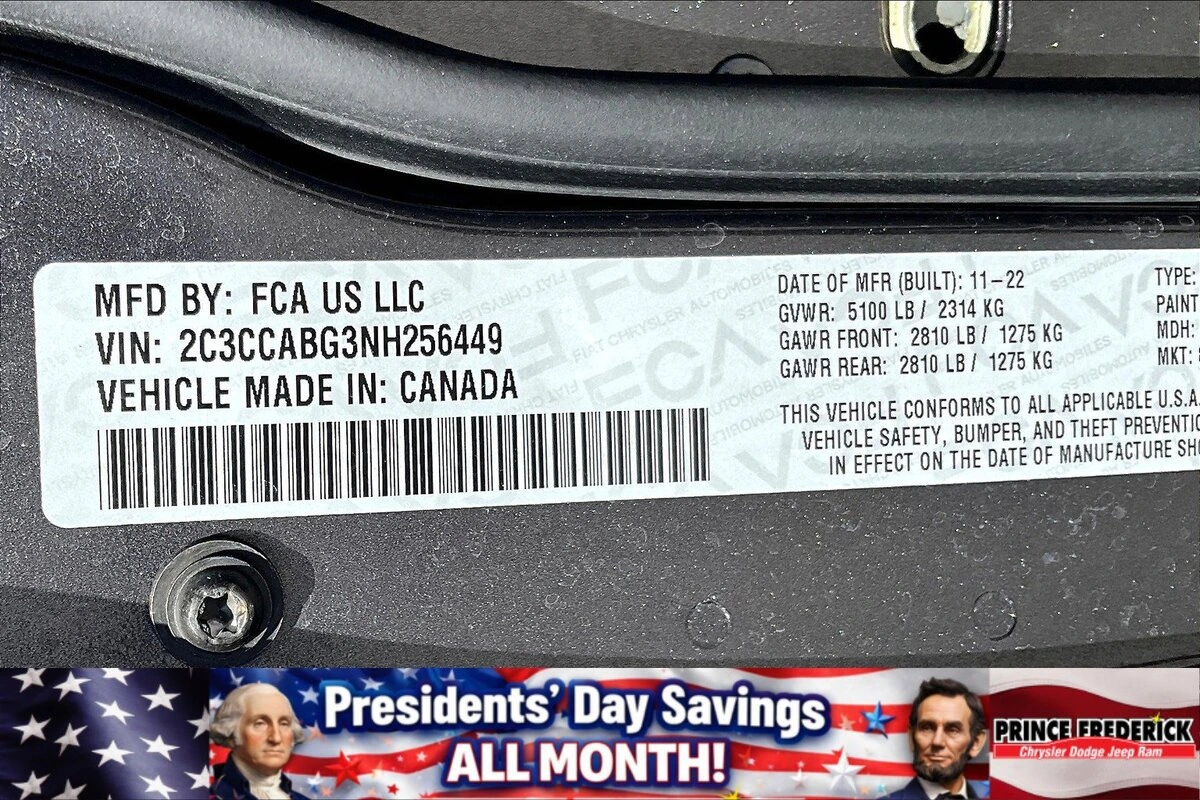 MFD BY: FCA US LLC
VIN: 2C3CCABG3NH256449
VEHICLE MADE IN: CANADA
DATE OF MFR (BUILT): 11-22
GVWR: 5100 LB / 2314 KG
GAWR FRONT: 2810 LB / 1275 KG
GAWR REAR: 2810 LB / 1275 KG
TYPE:
PAINT
MDH:
MKT:
THIS VEHICLE CONFORMS TO ALL APPLICABLE U.S.A.
VEHICLE SAFETY, BUMPER, AND THEFT
IN EFFECT ON THE DATE OF MANUFACTURE
Presidents' Day Savings
ALL MONTH!
PRINCE FREDERICK
Chrysler Dodge Jeep Ram